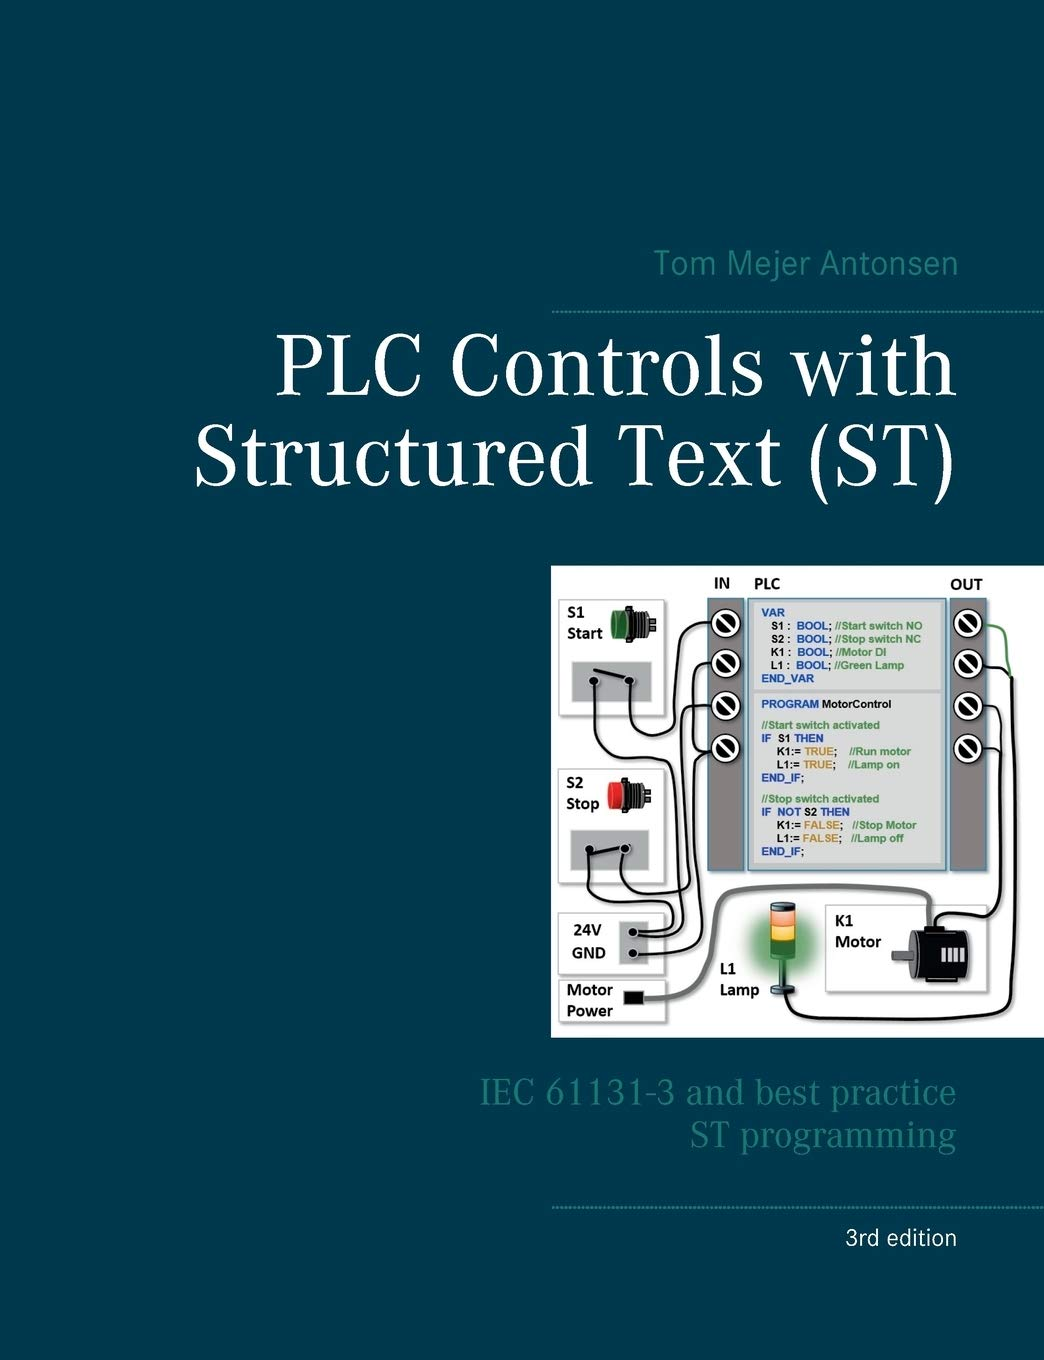 Tom Mejer Antonsen
PLC Controls with
Structured Text (ST)
IN PLC OUT
S1
Start
VAR
S1 : BOOL; //Start switch NO
S2 : BOOL; //Stop switch NC
K1 : BOOL; //Motor DI
L1 : BOOL; //Green Lamp
END_VAR
PROGRAM MotorControl
//Start switch activated
IF S1 THEN
K1:= TRUE; //Run motor
L1:= TRUE; //Lamp on
END_IF;
//Stop switch activated
IF NOT S2 THEN
K1:= FALSE; //Stop Motor
L1:= FALSE; //Lamp off
END_IF;
S2
Stop
24V
GND
Motor
Power
L1
Lamp
K1
Motor
IEC 61131-3 and best practice
ST programming
3rd edition